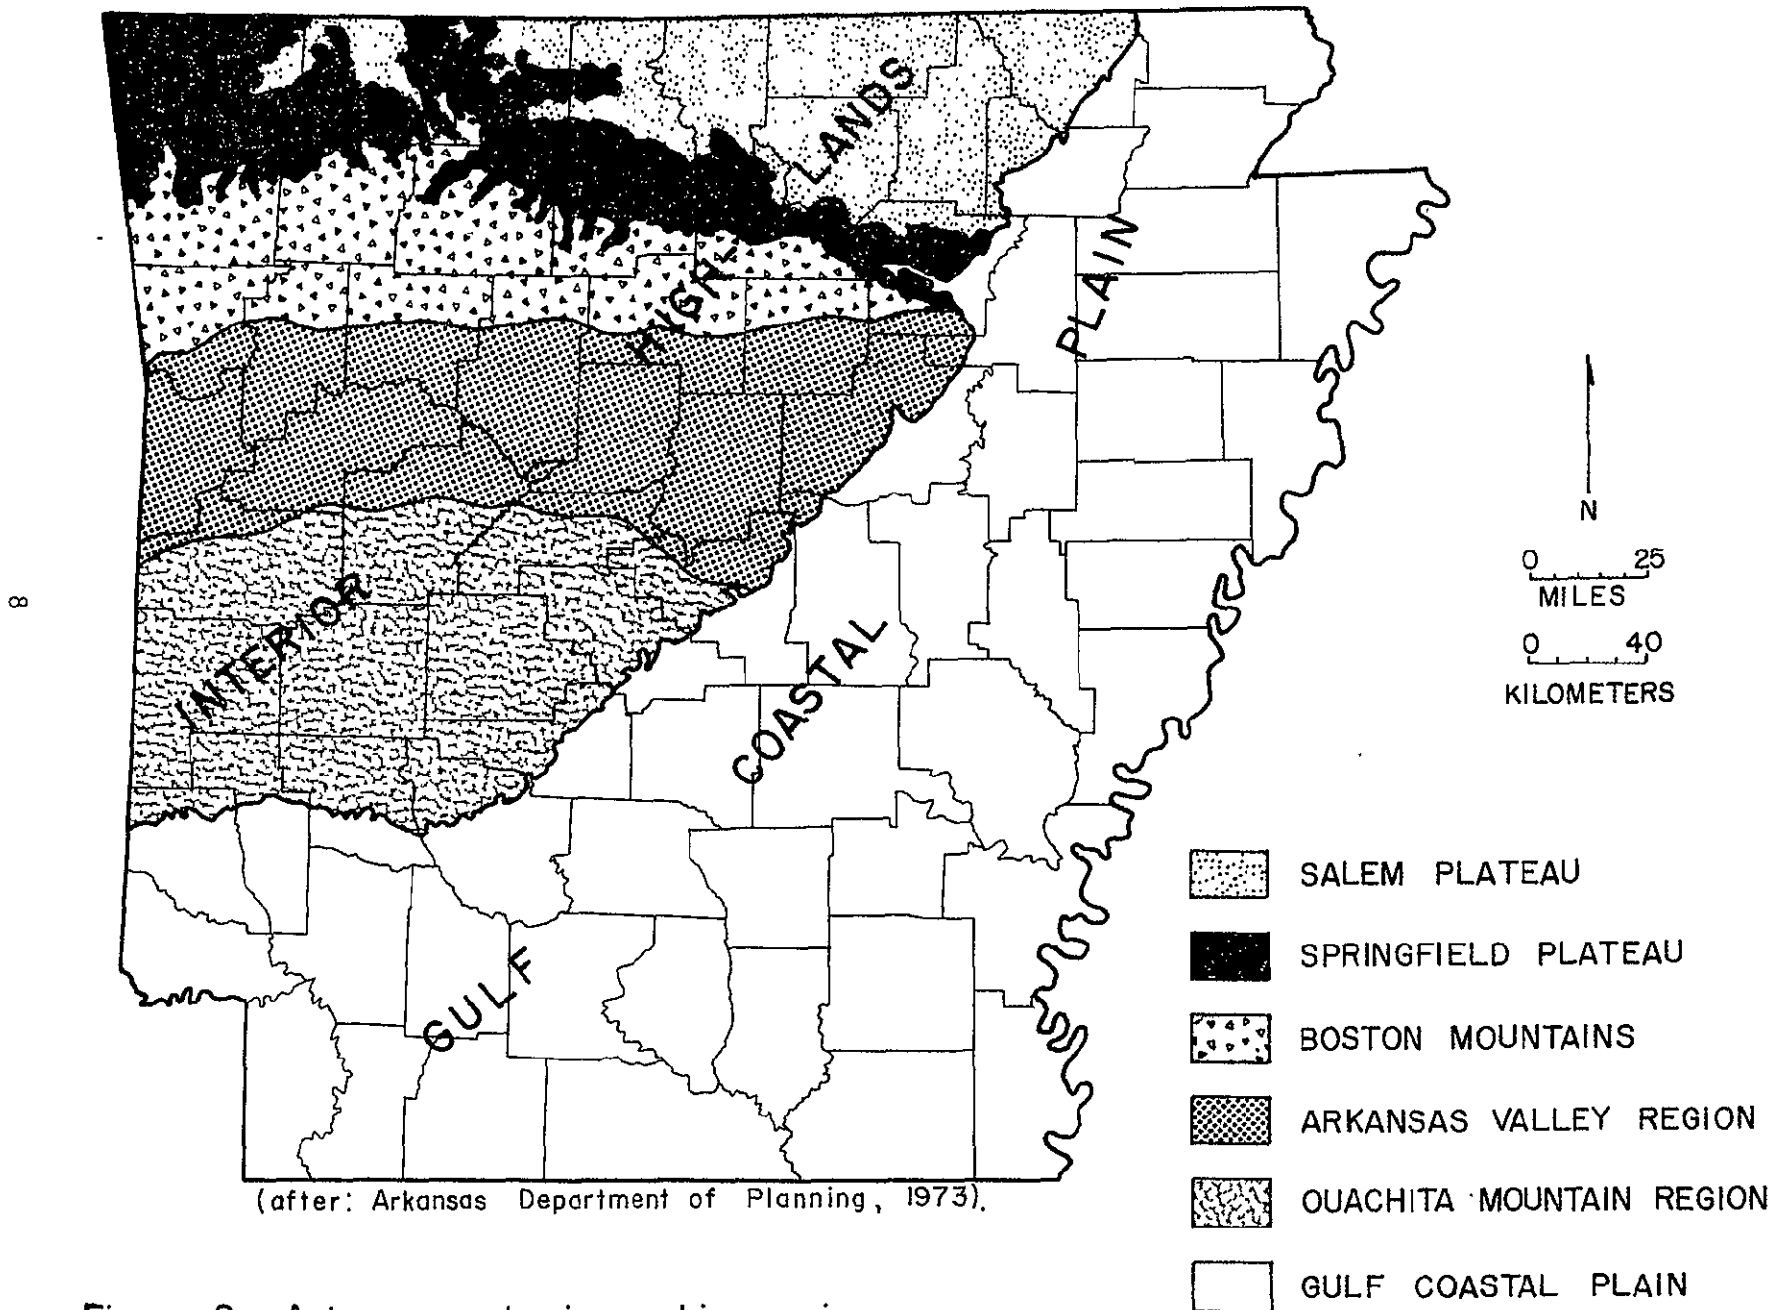 LANDS
HIGH
PLAIN
INTERIOR
COASTAL
GULF
N
0 25
MILES
0 40
KILOMETERS
8
SALEM PLATEAU
SPRINGFIELD PLATEAU
BOSTON MOUNTAINS
ARKANSAS VALLEY REGION
OUACHITA MOUNTAIN REGION
GULF COASTAL PLAIN
(after: Arkansas Department of Planning, 1973).